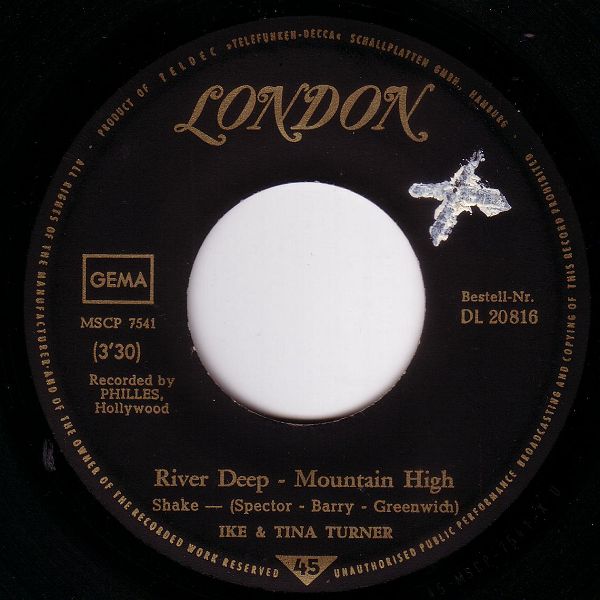 PRODUCT OF TELDEC »TELEFUNKEN-DECCA« SCHALLPLATTEN GMBH, HAMBURG
LONDON
GEMA
MSCP 7541
(3'30)
Recorded by
PHILLES,
Hollywood
Bestell-Nr.
DL 20816
River Deep - Mountain High
Shake — (Spector - Barry - Greenwich)
IKE & TINA TURNER
45
ALL RIGHTS OF THE MANUFACTURER AND OF THE OWNER OF THE RECORDED WORK RESERVED
UNAUTHORISED PUBLIC PERFORMANCE BROADCASTING AND COPYING OF THIS RECORD PROHIBITED